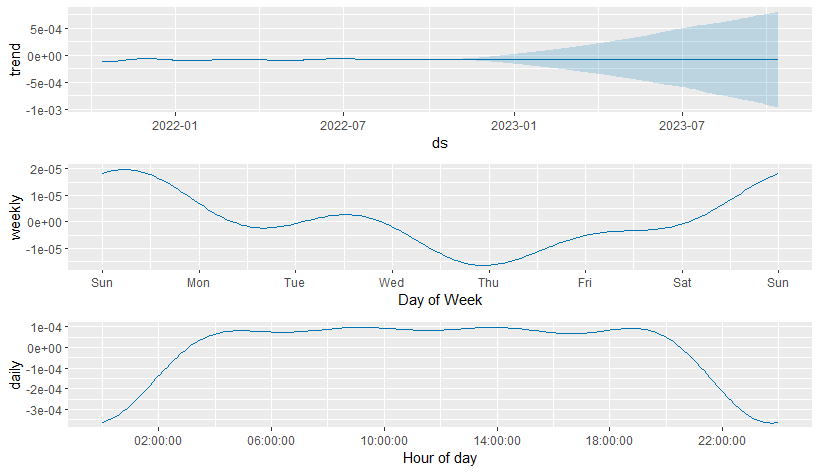 trend
5e-04
0e+00
-5e-04
-1e-03
2022-01 2022-07 2023-01 2023-07
ds
weekly
2e-05
1e-05
0e+00
-1e-05
Sun Mon Tue Wed Thu Fri Sat Sun
Day of Week
daily
1e-04
0e+00
-1e-04
-2e-04
-3e-04
02:00:00 06:00:00 10:00:00 14:00:00 18:00:00 22:00:00
Hour of day